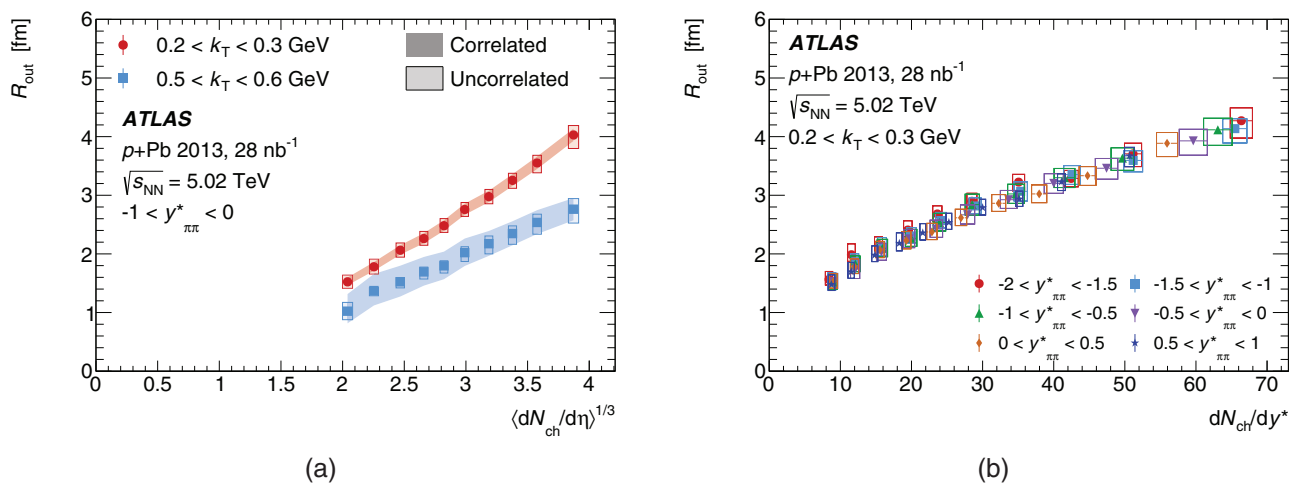 R_out [fm]
6
5
4
3
2
1
0
0.2 < k_T < 0.3 GeV
0.5 < k_T < 0.6 GeV
Correlated
Uncorrelated
ATLAS
p+Pb 2013, 28 nb⁻¹
√s_NN = 5.02 TeV
-1 < y*_ππ < 0
0 0.5 1 1.5 2 2.5 3 3.5 4
⟨dN_ch/dη⟩^1/3
(a)
R_out [fm]
6
5
4
3
2
1
0
ATLAS
p+Pb 2013, 28 nb⁻¹
√s_NN = 5.02 TeV
0.2 < k_T < 0.3 GeV
-2 < y*_ππ < -1.5 -1.5 < y*_ππ < -1
-1 < y*_ππ < -0.5 -0.5 < y*_ππ < 0
0 < y*_ππ < 0.5 0.5 < y*_ππ < 1
0 10 20 30 40 50 60 70
dN_ch/dy*
(b)